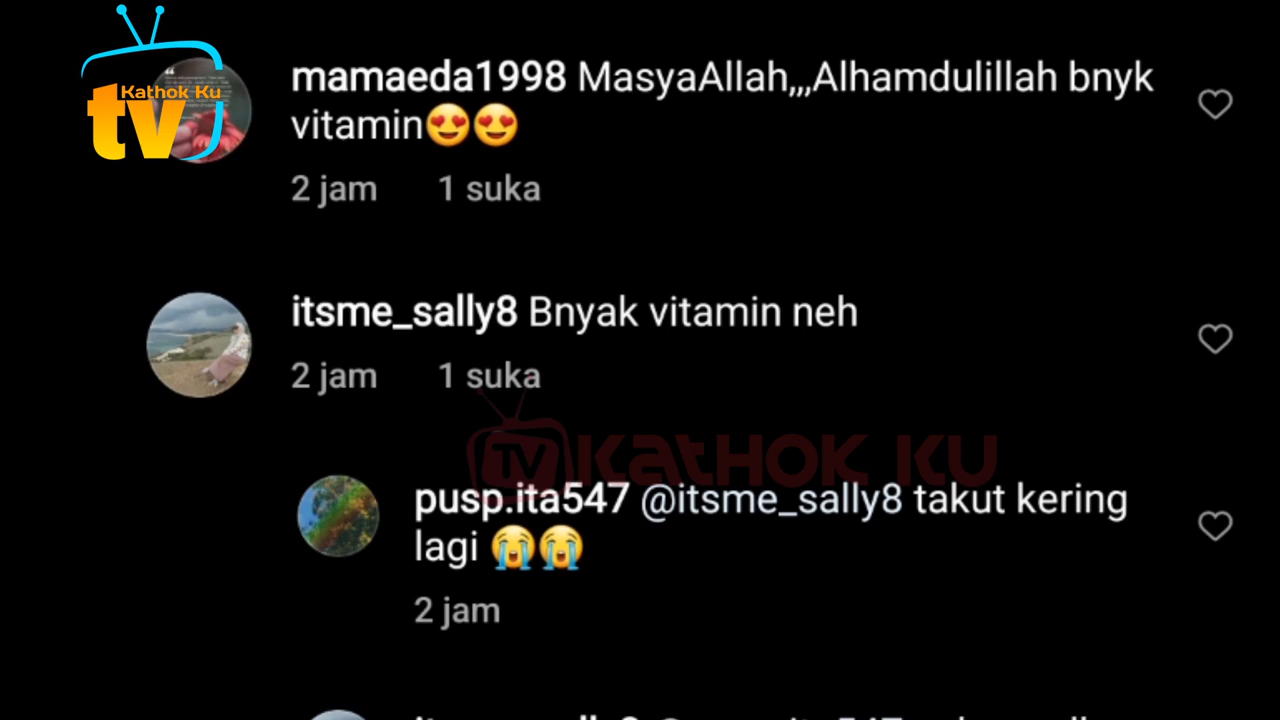 Kathok Ku
tv
mamaeda1998 MasyaAllah,,,Alhamdulillah bnyk
vitamin😍😍
2 jam 1 suka
itsme_sally8 Bnyak vitamin neh
2 jam 1 suka
TV KATHOK KU
pusp.ita547 @itsme_sally8 takut kering
lagi 😭😭
2 jam